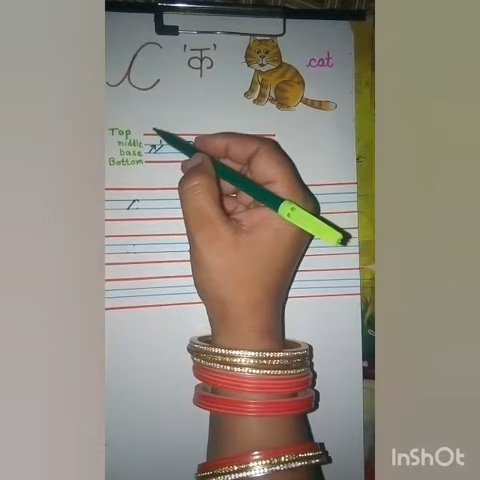 C 'क' cat
Top
middle
base
Bottom
InShOt